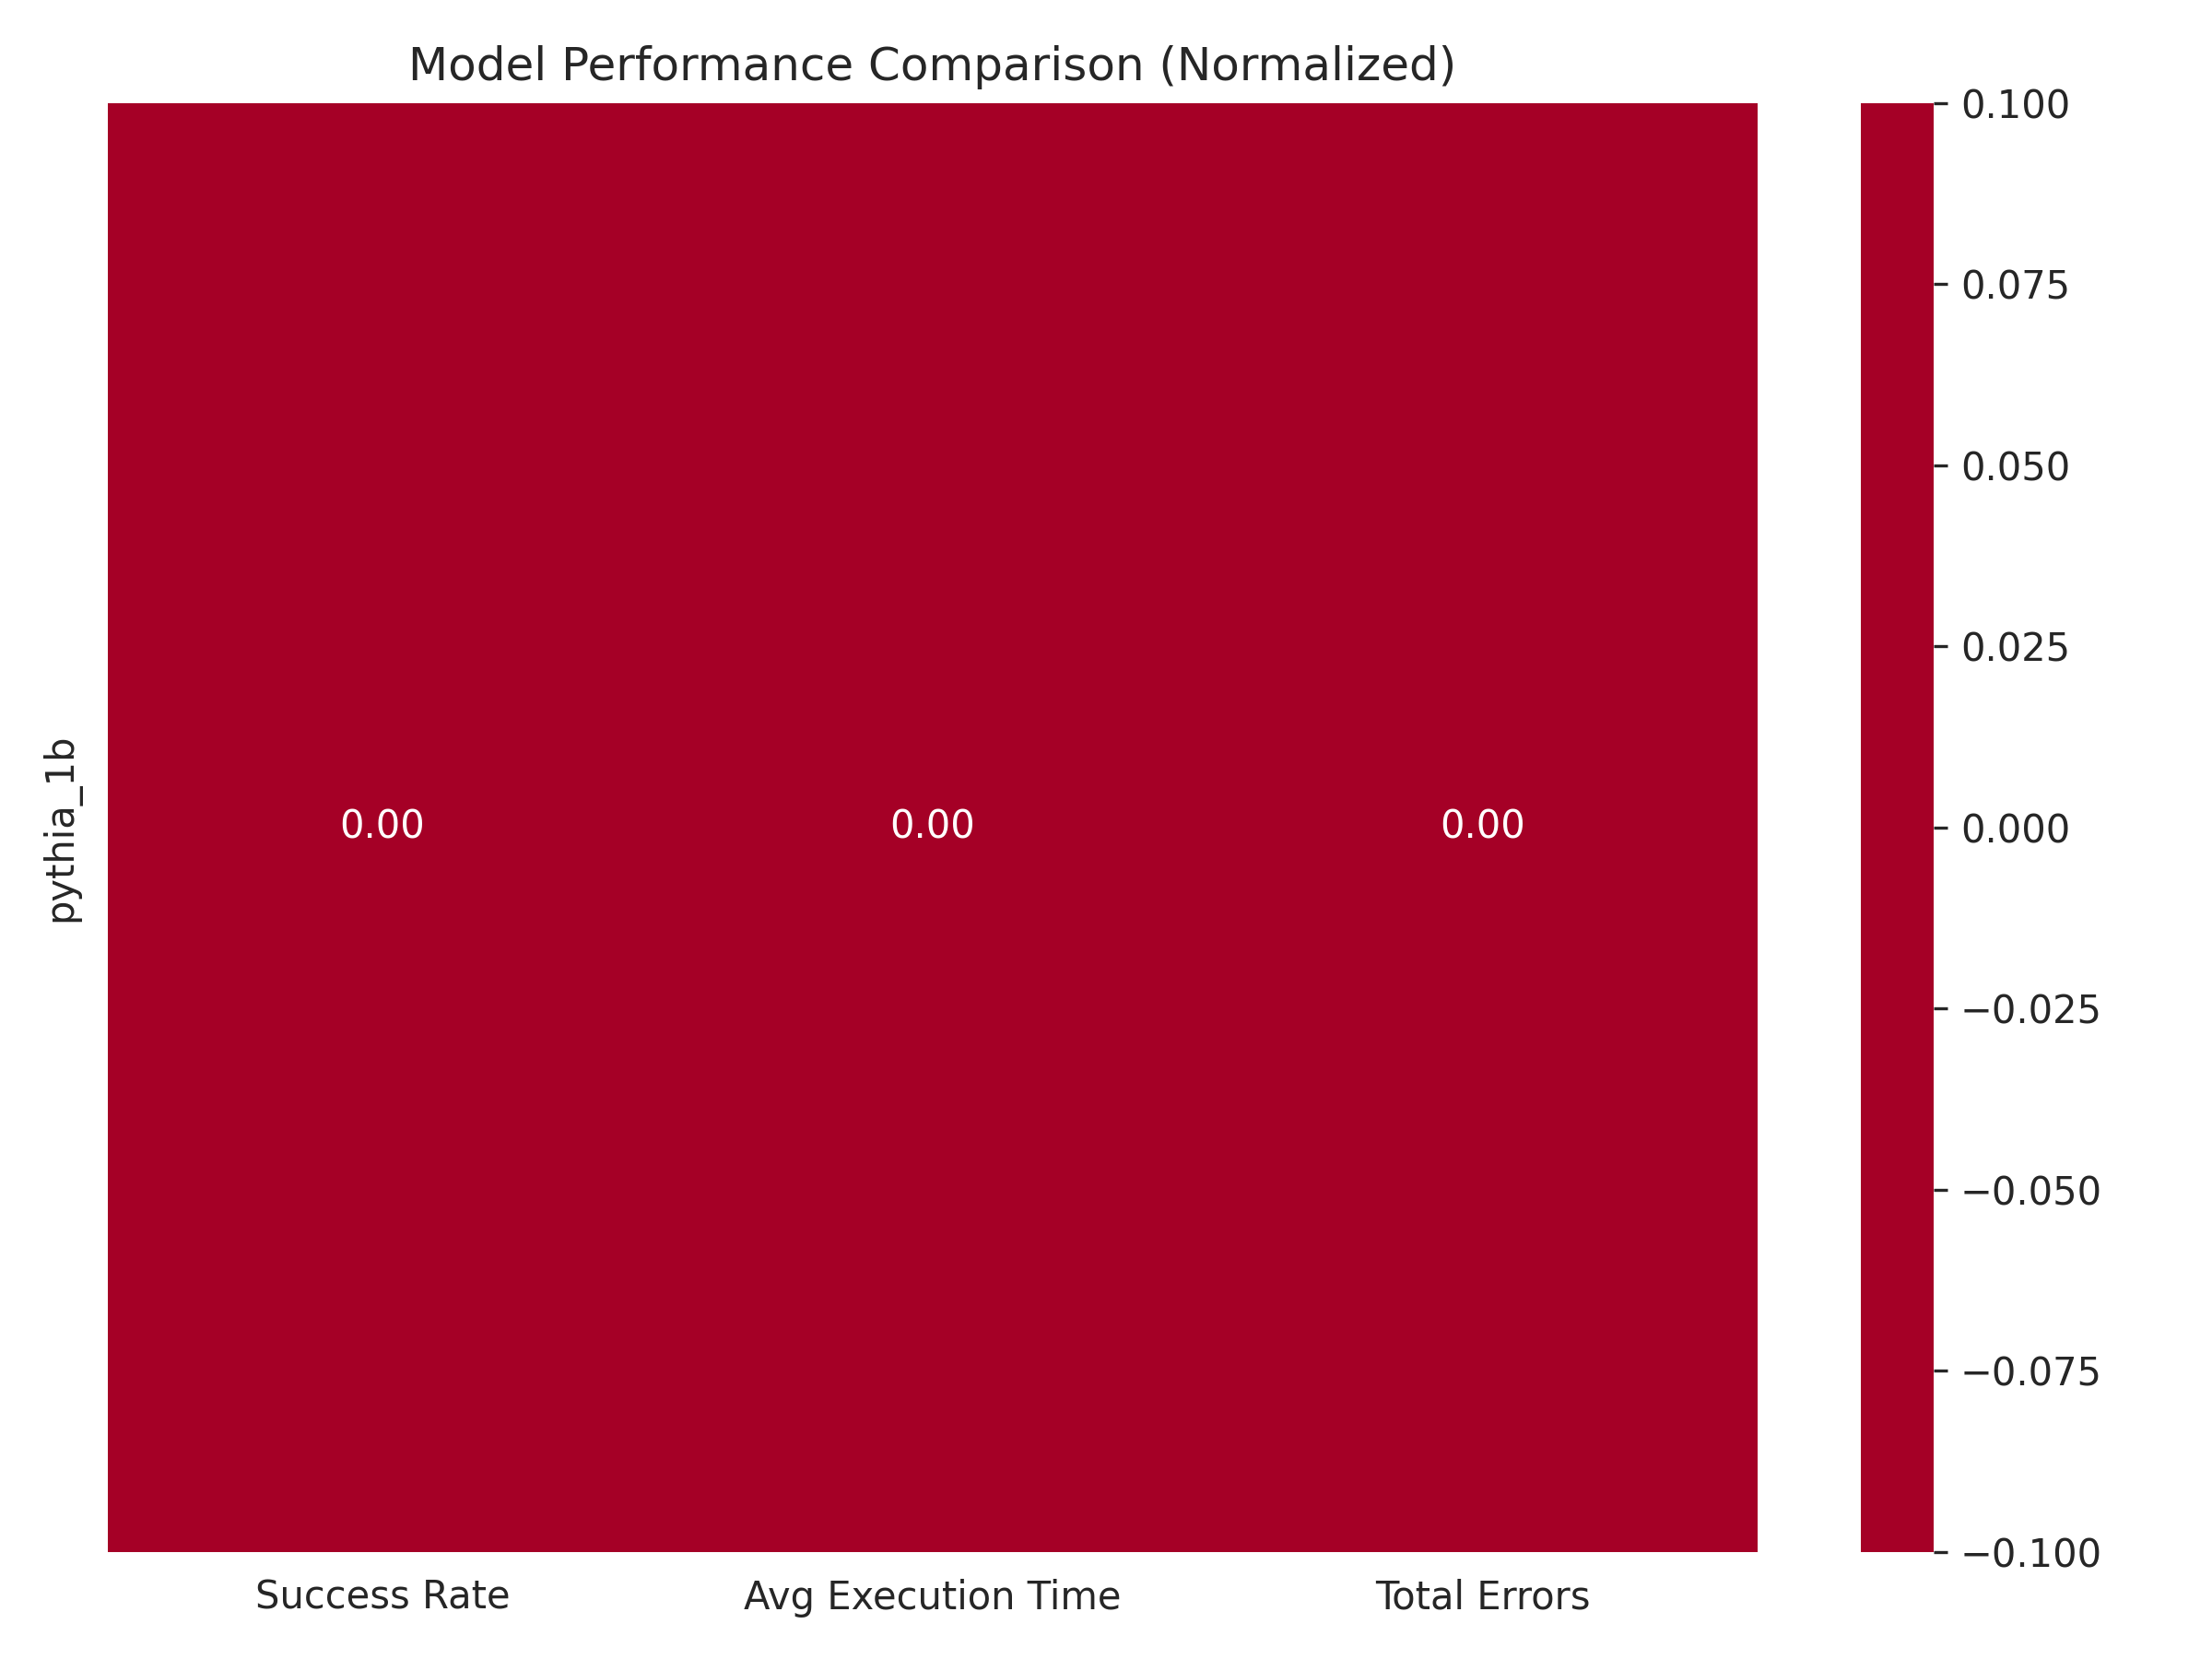 Model Performance Comparison (Normalized)
pythia_1b
0.00 0.00 0.00
Success Rate Avg Execution Time Total Errors
0.100
0.075
0.050
0.025
0.000
−0.025
−0.050
−0.075
−0.100